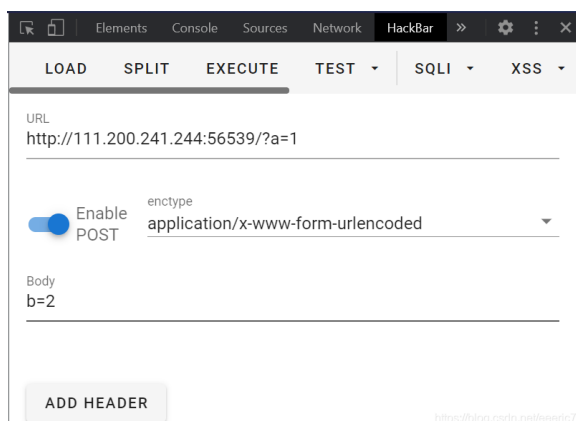 Elements Console Sources Network HackBar »
LOAD SPLIT EXECUTE TEST SQLI XSS
URL
http://111.200.241.244:56539/?a=1
enctype
Enable
POST
application/x-www-form-urlencoded
Body
b=2
ADD HEADER